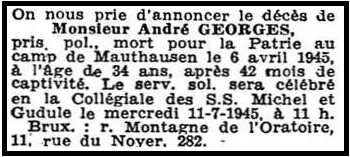 On nous prie d'annoncer le décès de
Monsieur André GEORGES,
pris. pol., mort pour la Patrie au
camp de Mauthausen le 6 avril 1945,
à l'âge de 34 ans, après 42 mois de
captivité. Le serv. sol. sera célébré
en la Collégiale des S.S. Michel et
Gudule le mercredi 11-7-1945, à 11 h.
Brux. : r. Montagne de l'Oratoire,
11, rue du Noyer, 282.